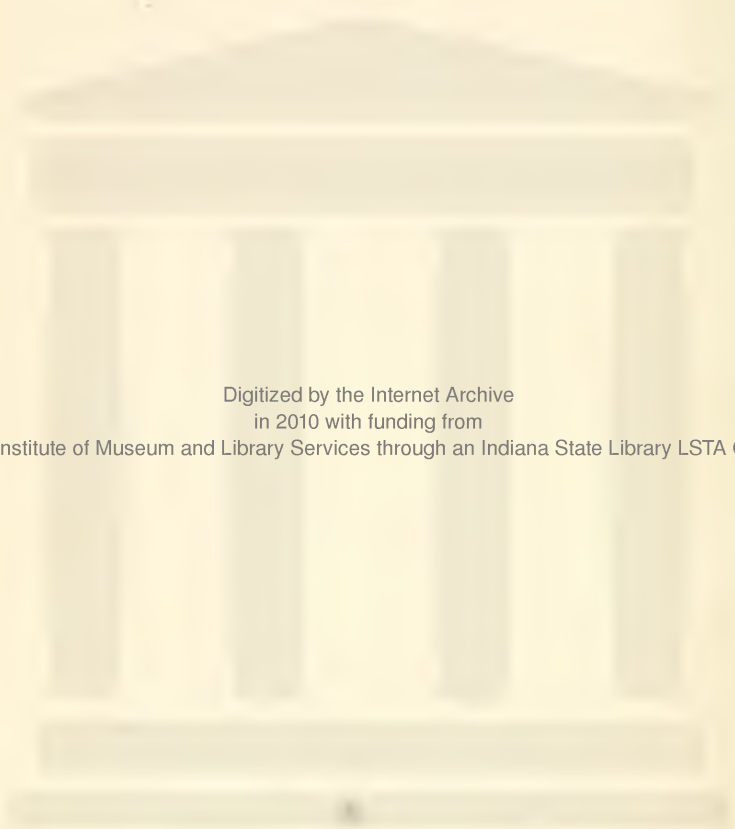 Digitized by the Internet Archive
in 2010 with funding from
nstitute of Museum and Library Services through an Indiana State Library LSTA